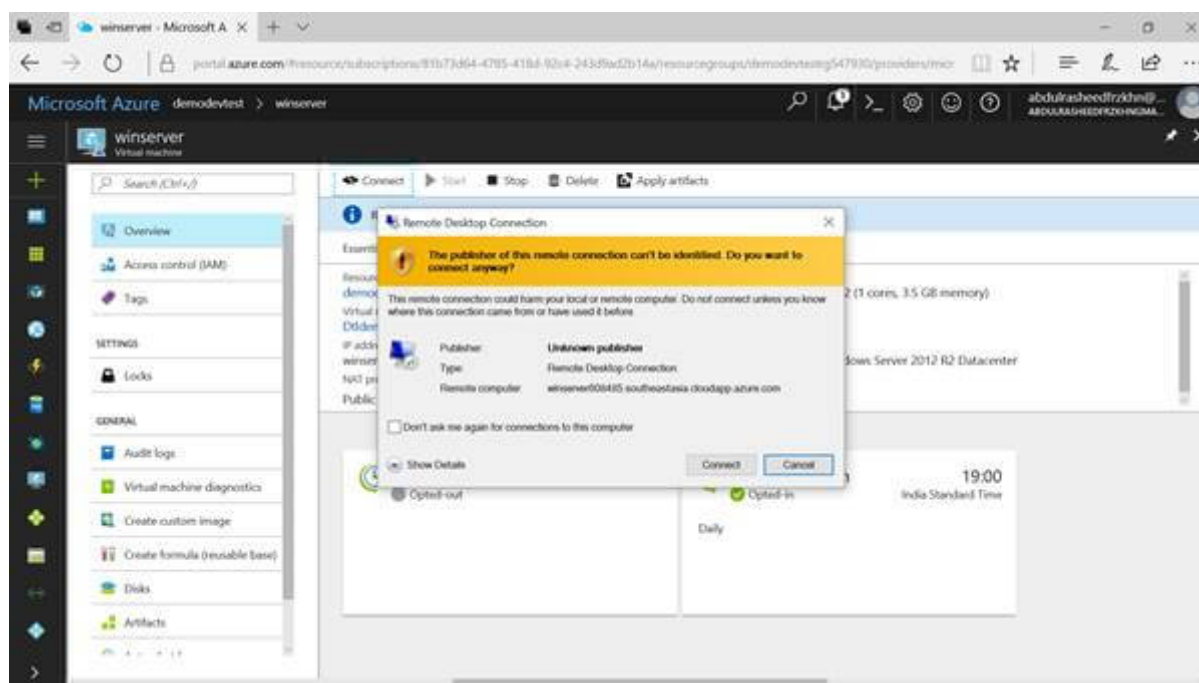 winserver - Microsoft A
portal.azure.com
Microsoft Azure demodevtest > winserver
abdulrasheedfrzkhn@...
winserver
Virtual machine
Search (Ctrl+/)
Connect Start Stop Delete Apply artifacts
Overview
Access control (IAM)
Tags
SETTINGS
Locks
GENERAL
Audit logs
Virtual machine diagnostics
Create custom image
Create formula (reusable base)
Disks
Artifacts
Remote Desktop Connection
The publisher of this remote connection can't be identified. Do you want to
connect anyway?
This remote connection could harm your local or remote computer. Do not connect unless you know
where this connection came from or have used it before.
Publisher: Unknown publisher
Type: Remote Desktop Connection
Remote computer: southeastasia.cloudapp.azure.com
Don't ask me again for connections to this computer
Show Details Connect Cancel
2 (1 cores, 3.5 GB memory)
Server 2012 R2 Datacenter
Public
Opted-out
Opted-in
19:00
India Standard Time
Daily